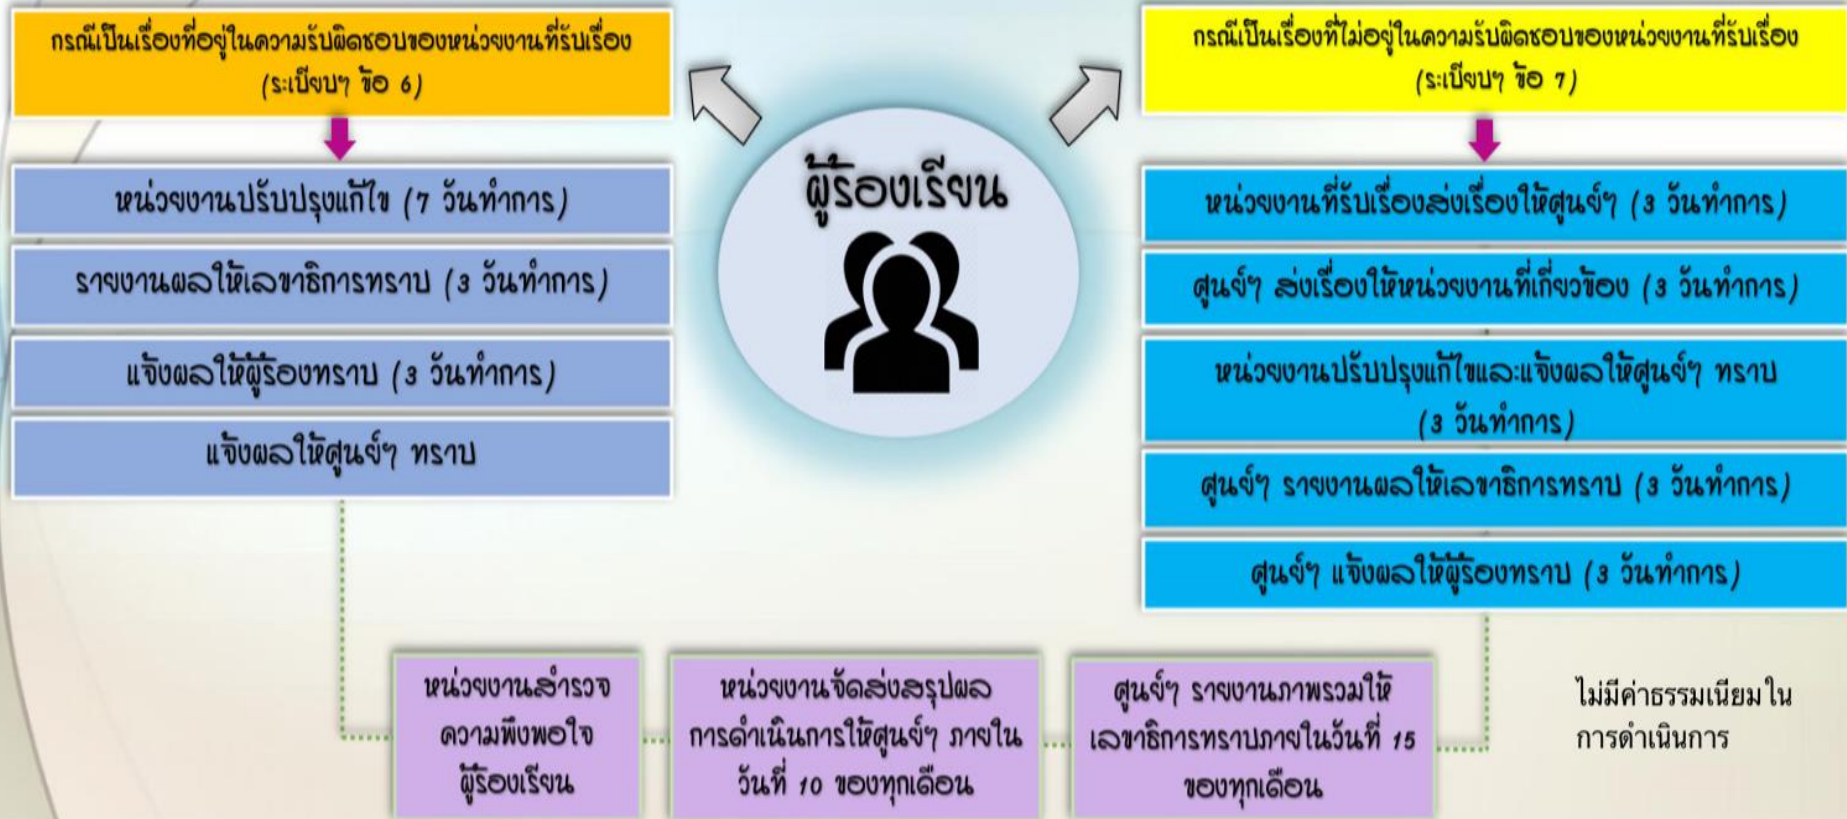 กรณีเป็นเรื่องที่อยู่ในความรับผิดชอบของหน่วยงานที่รับเรื่อง
(ระเบียบฯ ข้อ 6)
หน่วยงานปรับปรุงแก้ไข (7 วันทำการ)
รายงานผลให้เลขาธิการทราบ (3 วันทำการ)
แจ้งผลให้ผู้ร้องทราบ (3 วันทำการ)
แจ้งผลให้ศูนย์ฯ ทราบ
ผู้ร้องเรียน
กรณีเป็นเรื่องที่ไม่อยู่ในความรับผิดชอบของหน่วยงานที่รับเรื่อง
(ระเบียบฯ ข้อ 7)
หน่วยงานที่รับเรื่องส่งเรื่องให้ศูนย์ฯ (3 วันทำการ)
ศูนย์ฯ ส่งเรื่องให้หน่วยงานที่เกี่ยวข้อง (3 วันทำการ)
หน่วยงานปรับปรุงแก้ไขและแจ้งผลให้ศูนย์ฯ ทราบ
(3 วันทำการ)
ศูนย์ฯ รายงานผลให้เลขาธิการทราบ (3 วันทำการ)
ศูนย์ฯ แจ้งผลให้ผู้ร้องทราบ (3 วันทำการ)
หน่วยงานสำรวจ
ความพึงพอใจ
ผู้ร้องเรียน
หน่วยงานจัดส่งสรุปผล
การดำเนินการให้ศูนย์ฯ ภายใน
วันที่ 10 ของทุกเดือน
ศูนย์ฯ รายงานภาพรวมให้
เลขาธิการทราบภายในวันที่ 15
ของทุกเดือน
ไม่มีค่าธรรมเนียมใน
การดำเนินการ